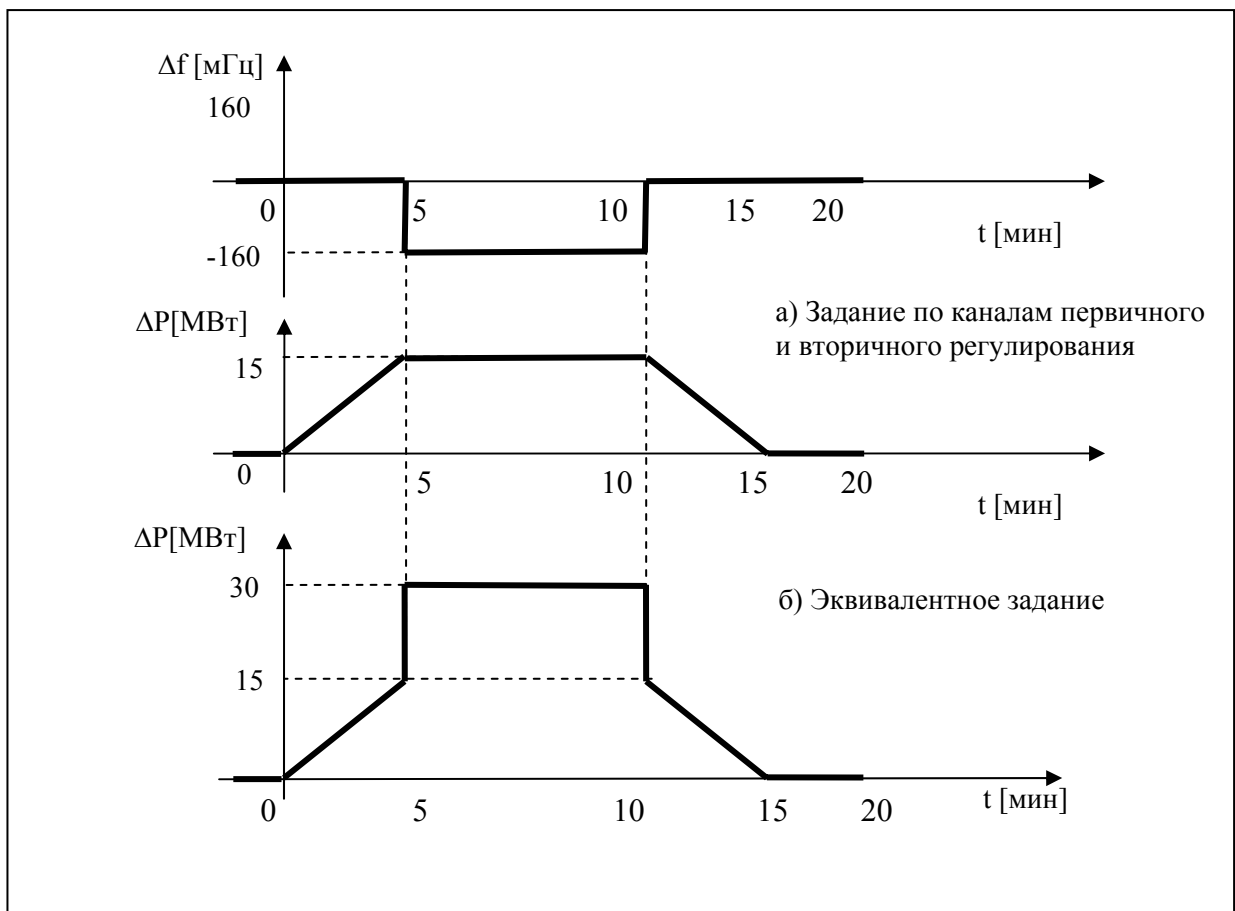 Δf [мГц]
160
0 5 10 15 20
t [мин]
-160
а) Задание по каналам первичного
и вторичного регулирования
ΔP[МВт]
15
0 5 10 15 20
t [мин]
ΔP[МВт]
30
б) Эквивалентное задание
15
0 5 10 15 20
t [мин]